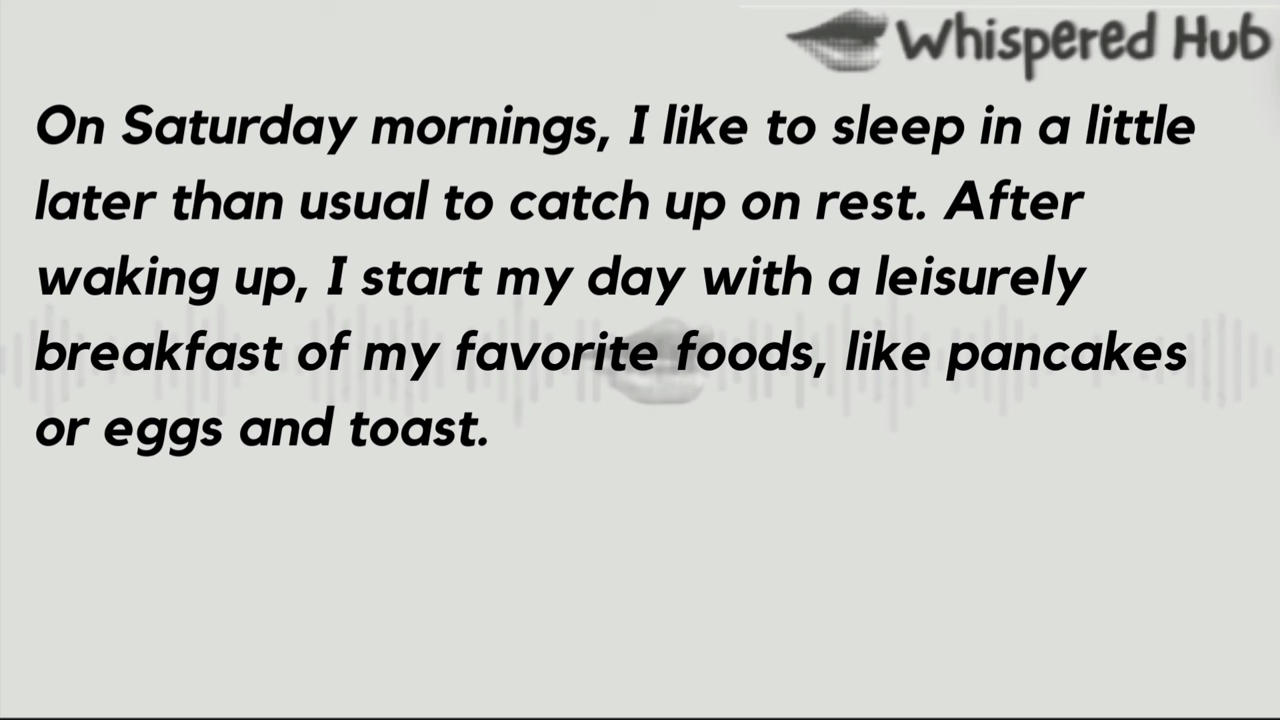 Whispered Hub
On Saturday mornings, I like to sleep in a little
later than usual to catch up on rest. After
waking up, I start my day with a leisurely
breakfast of my favorite foods, like pancakes
or eggs and toast.